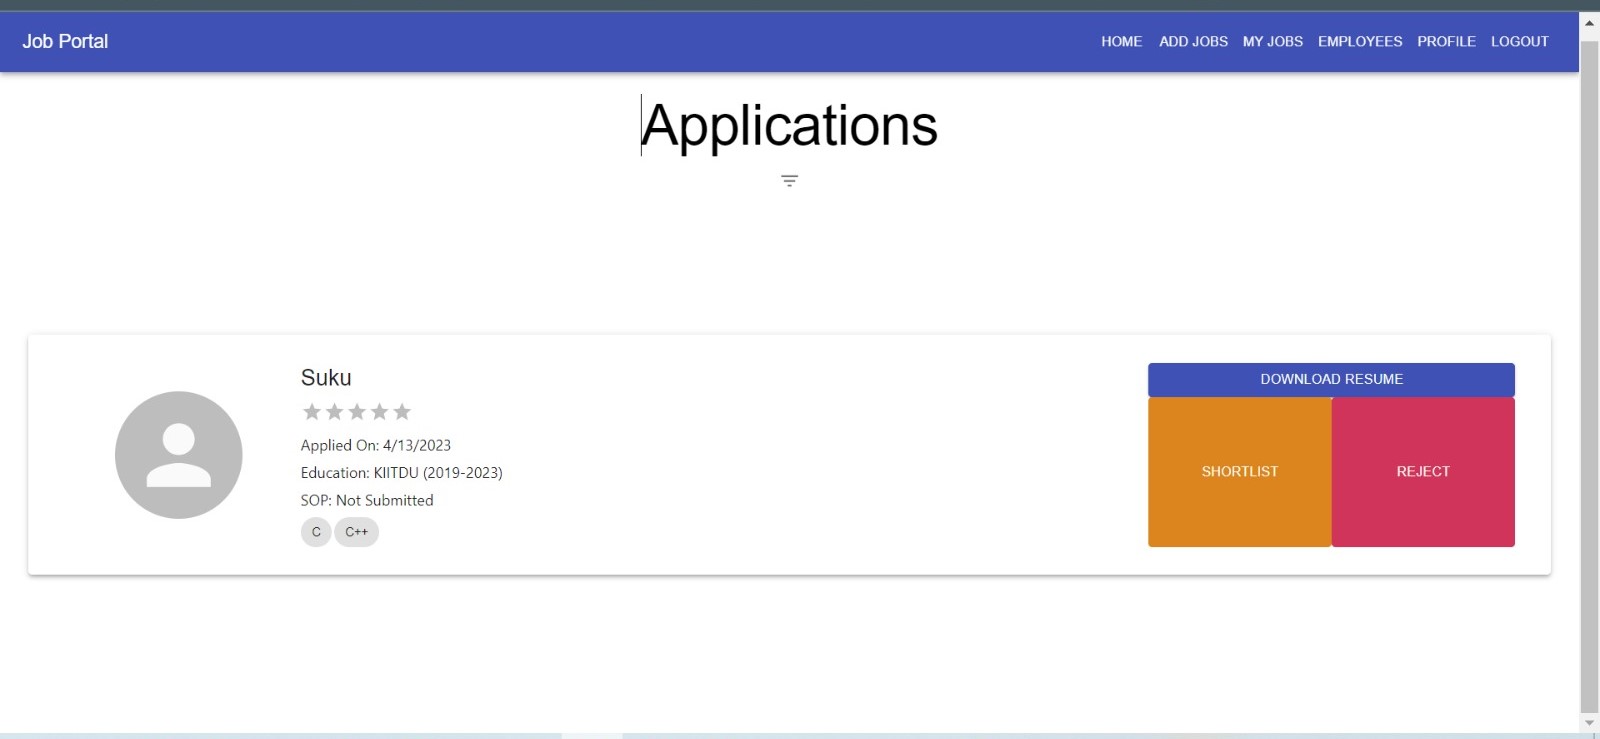 Job Portal
HOME ADD JOBS MY JOBS EMPLOYEES PROFILE LOGOUT
Applications
Suku
Applied On: 4/13/2023
Education: KIITDU (2019-2023)
SOP: Not Submitted
C C++
DOWNLOAD RESUME
SHORTLIST REJECT